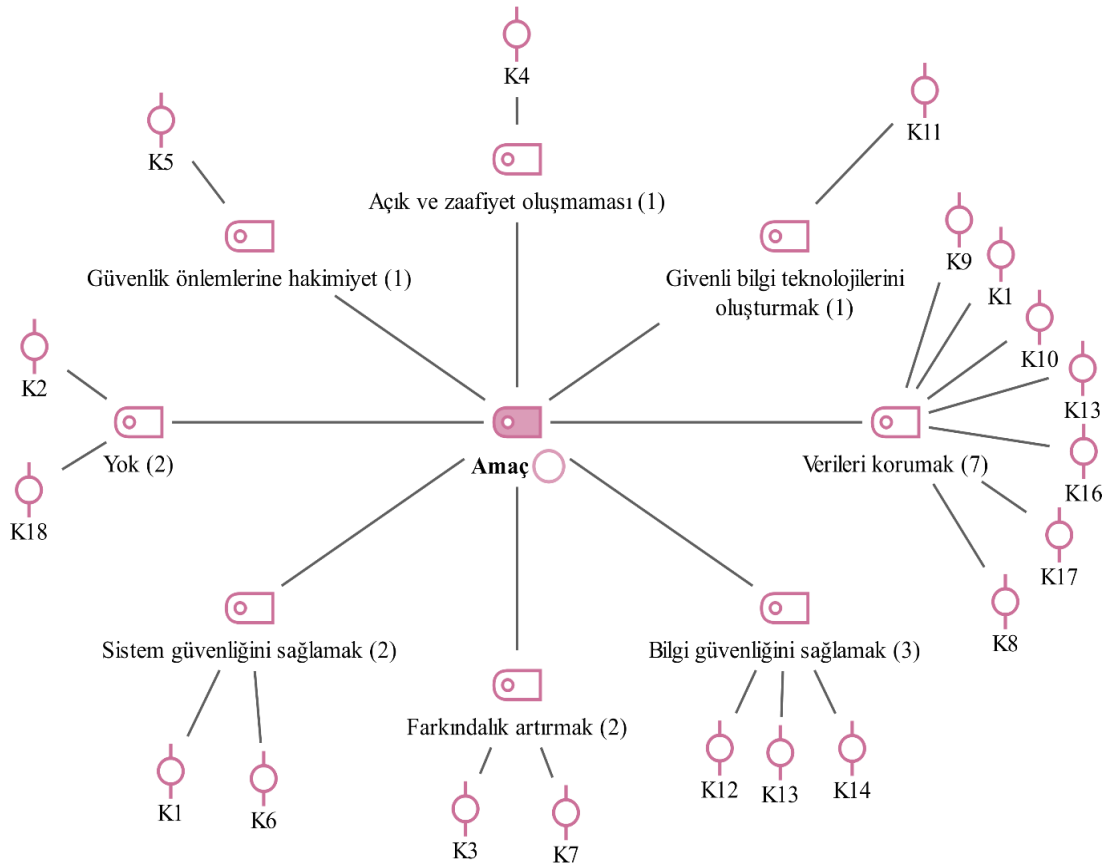 K4
K11
K5
Açık ve zaafiyet oluşmaması (1)
Güvenlik önlemlerine hakimiyet (1)
Givenli bilgi teknolojilerini
oluşturmak (1)
K9
K1
K10
K13
K16
K17
K8
K2
Yok (2)
K18
Amaç
Verileri korumak (7)
Sistem güvenliğini sağlamak (2)
K1
K6
Farkındalık artırmak (2)
K3
K7
Bilgi güvenliğini sağlamak (3)
K12
K13
K14